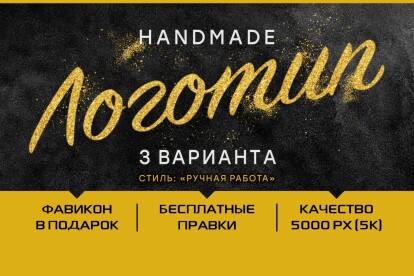 HANDMADE
Логотип
3 ВАРИАНТА
СТИЛЬ: «РУЧНАЯ РАБОТА»
ФАВИКОН
В ПОДАРОК
БЕСПЛАТНЫЕ
ПРАВКИ
КАЧЕСТВО
5000 PX (5K)